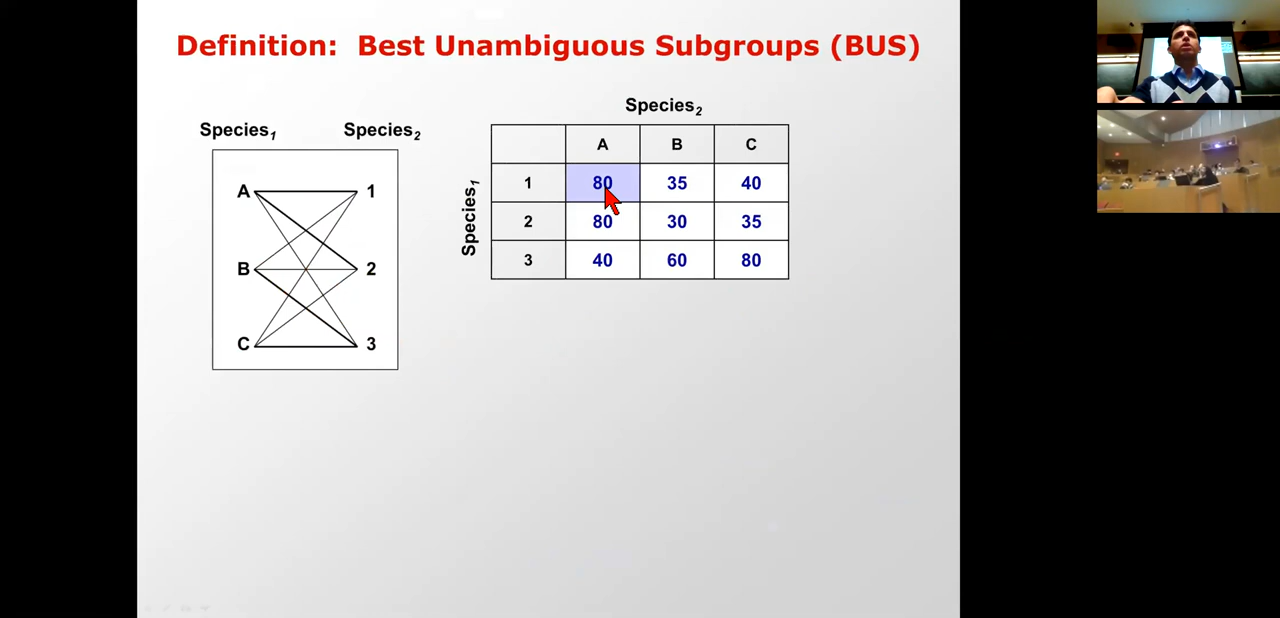 Definition: Best Unambiguous Subgroups (BUS)
Species1 Species2
A 1
B 2
C 3
Species2
Species1
A B C
1 80 35 40
2 80 30 35
3 40 60 80